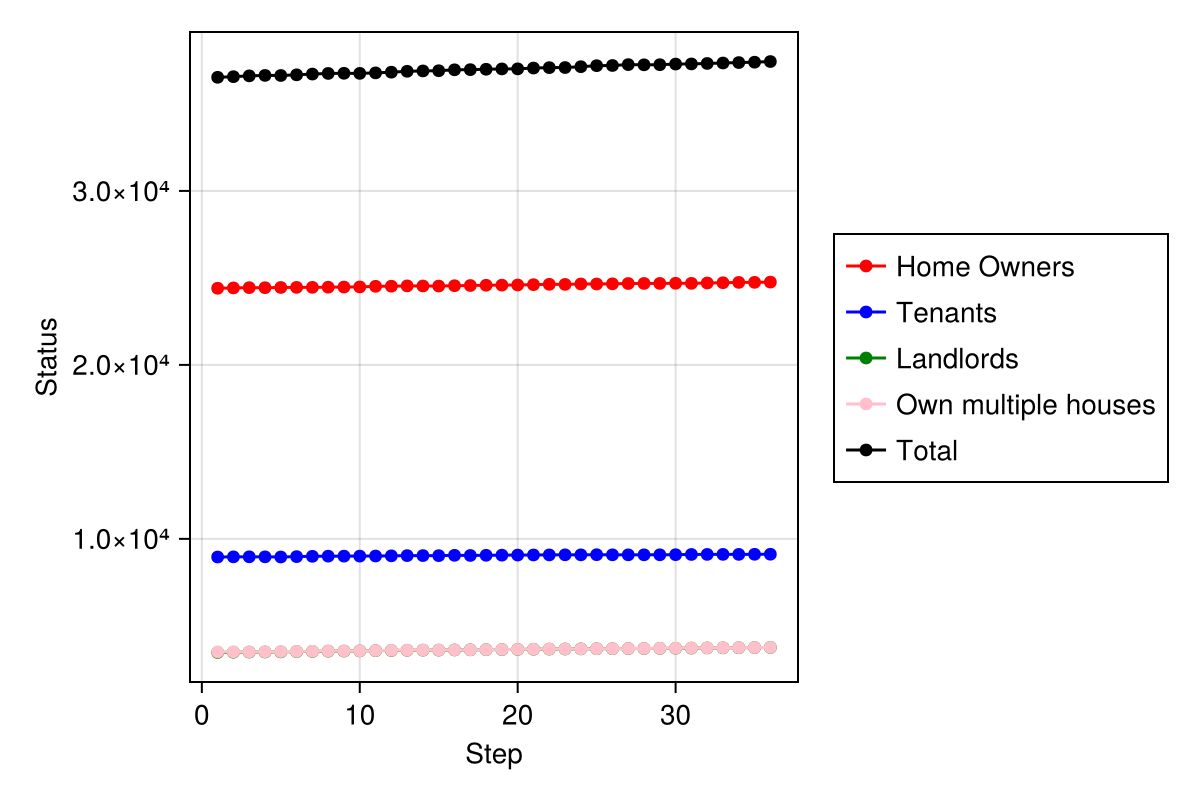 Status
3.0×10⁴
2.0×10⁴
1.0×10⁴
0 10 20 30
Step
Home Owners
Tenants
Landlords
Own multiple houses
Total